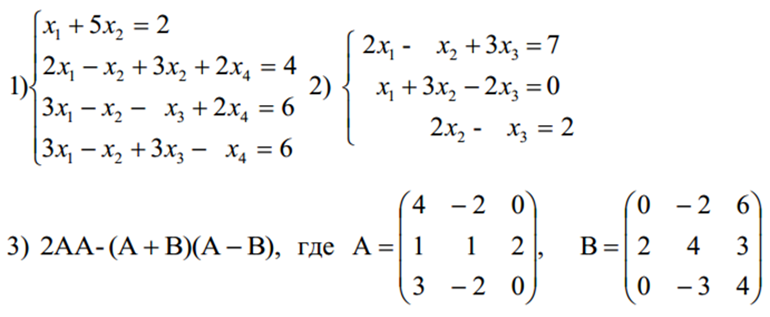 1) { x₁ + 5x₂ = 2
2x₁ − x₂ + 3x₂ + 2x₄ = 4
3x₁ − x₂ − x₃ + 2x₄ = 6
3x₁ − x₂ + 3x₃ − x₄ = 6
2) { 2x₁ - x₂ + 3x₃ = 7
x₁ + 3x₂ − 2x₃ = 0
2x₂ - x₃ = 2
3) 2AA-(A + B)(A − B), где A = (4 −2 0; 1 1 2; 3 −2 0), B = (0 −2 6; 2 4 3; 0 −3 4)